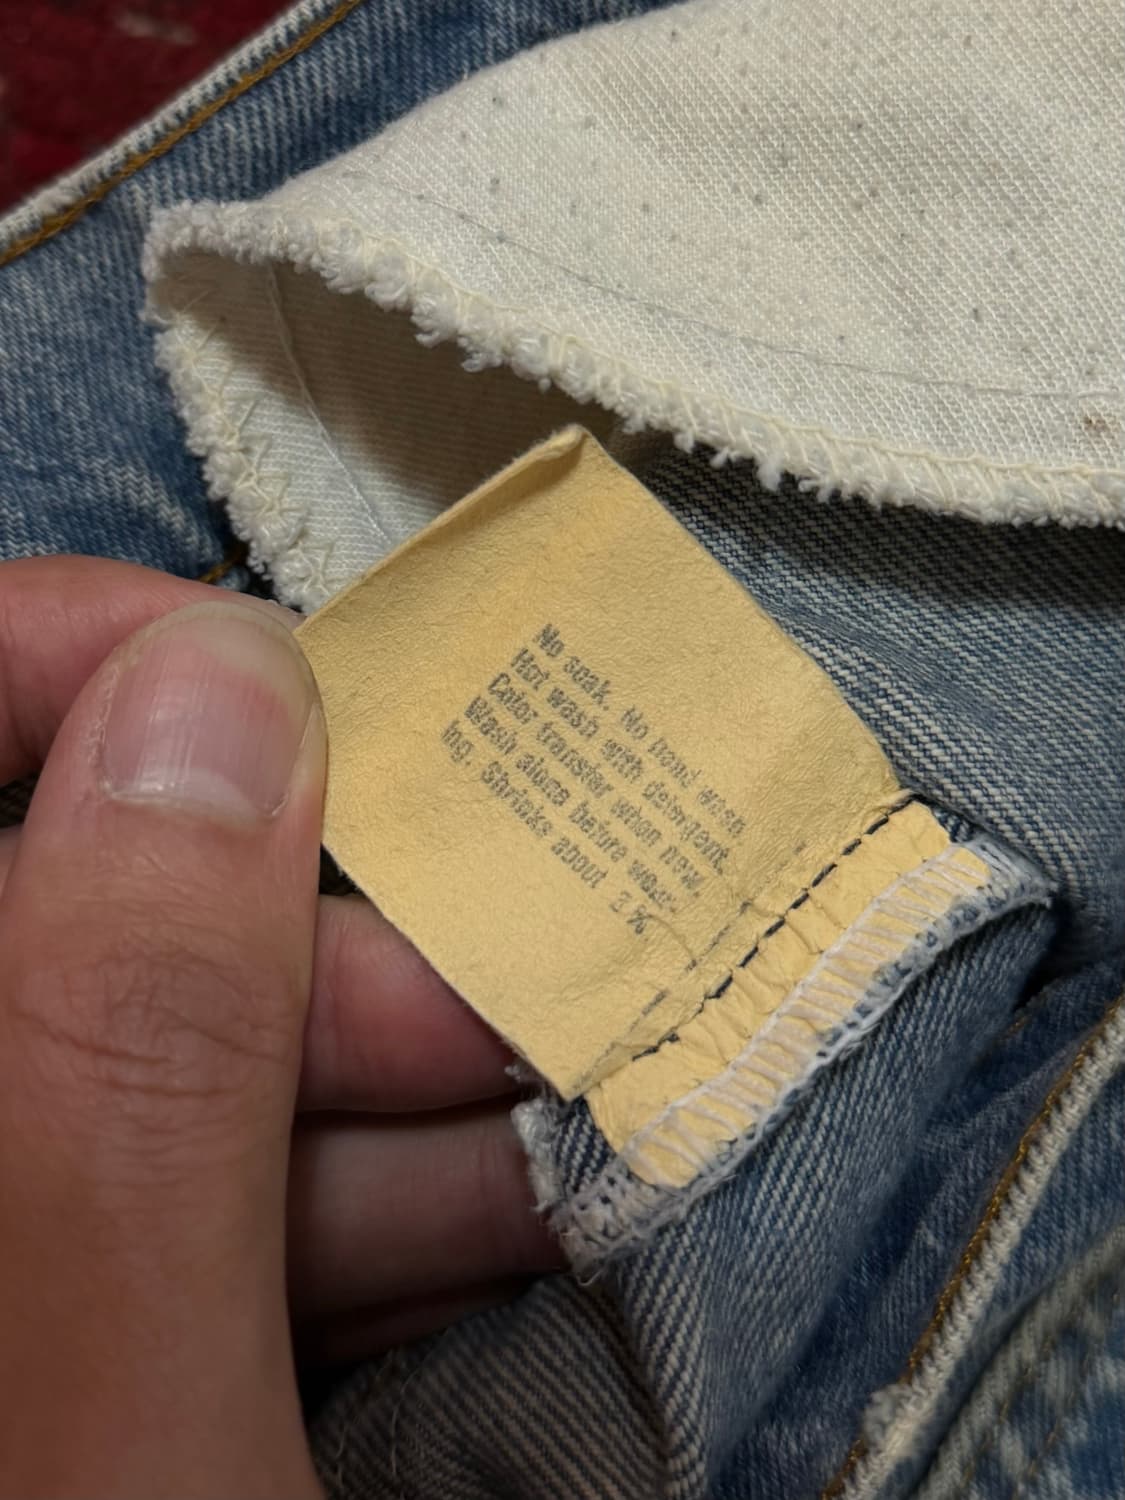 No soak. No hand wash
Hot wash with detergent.
Color transfer when new.
Wash alone before wear-
ing. Shrinks about %